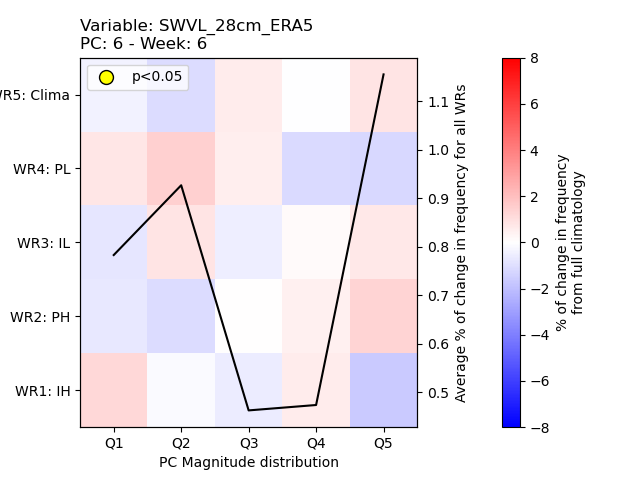 Variable: SWVL_28cm_ERA5
PC: 6 - Week: 6
p<0.05
WR5: Clima
WR4: PL
WR3: IL
WR2: PH
WR1: IH
Q1 Q2 Q3 Q4 Q5
PC Magnitude distribution
1.1
1.0
0.9
0.8
0.7
0.6
0.5
Average % of change in frequency for all WRs
8
6
4
2
0
−2
−4
−6
−8
% of change in frequency
from full climatology